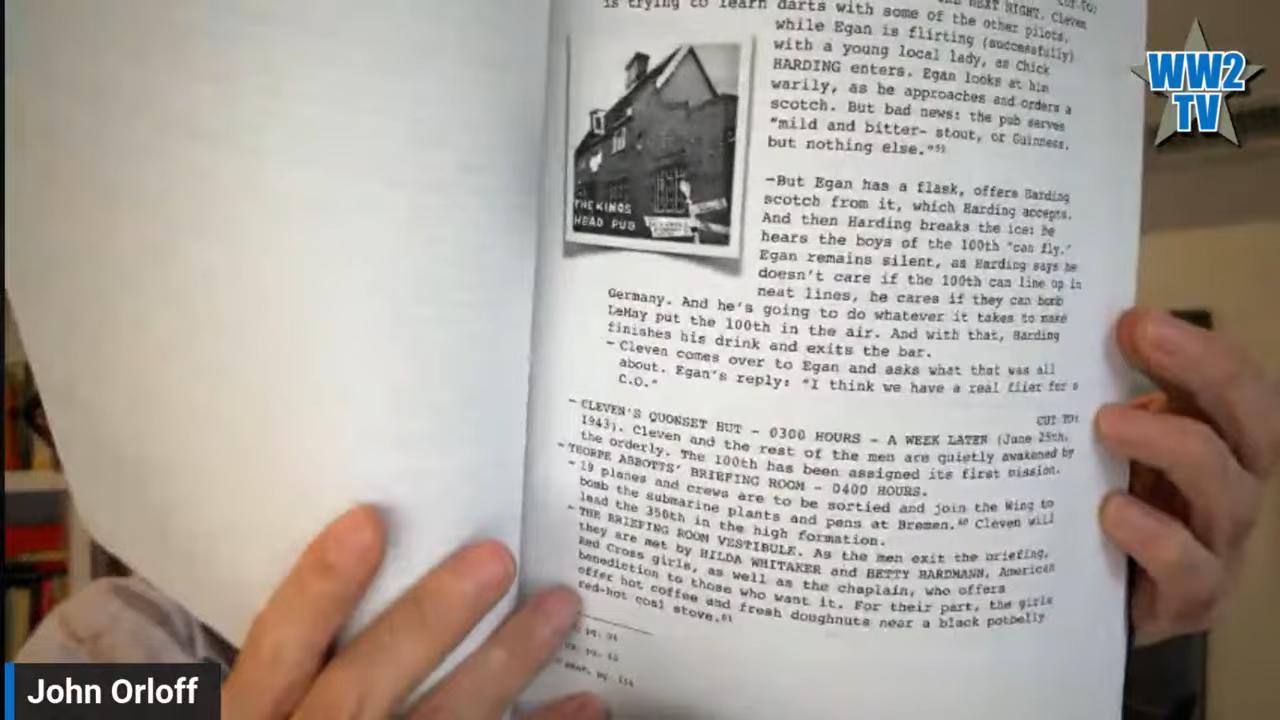 NEXT RIGHT. Cleven
is trying to learn darts with some of the other pilots,
while Egan is flirting (successfully)
with a young local lady, as Chick
HARDING enters. Egan looks at him
warily, as he approaches and orders a
scotch. But bad news: the pub serves
"mild and bitter- stout, or Guinness,
but nothing else."
-But Egan has a flask, offers Harding
scotch from it, which Harding accepts.
And then Harding breaks the ice: he
hears the boys of the 100th "can fly."
Egan remains silent, as Harding says he
doesn't care if the 100th can line up in
neat lines, he cares if they can bomb
Germany. And he's going to do whatever it takes to make
LeMay put the 100th in the air. And with that, Harding
finishes his drink and exits the bar.
- Cleven comes over to Egan and asks what that was all
about. Egan's reply: "I think we have a real flier for a
C.O."
CUT TO:
- CLEVEN'S QUONSET HUT - 0300 HOURS - A WEEK LATER (June 25th,
1943). Cleven and the rest of the men are quietly awakened by
the orderly. The 100th has been assigned its first mission.
- THORPE ABBOTTS' BRIEFING ROOM - 0400 HOURS.
- 19 planes and crews are to be sortied and join the Wing to
bomb the submarine plants and pens at Bremen.⁶⁰ Cleven will
lead the 350th in the high formation.
- THE BRIEFING ROOM VESTIBULE. As the men exit the briefing,
they are met by HILDA WHITAKER and BETTY HARDMANN, American
Red Cross girls, as well as the chaplain, who offers
benediction to those who want it. For their part, the girls
offer hot coffee and fresh doughnuts near a black potbelly
red-hot coal stove.⁶¹
THE KINGS
HEAD PUB
WW2
TV
John Orloff